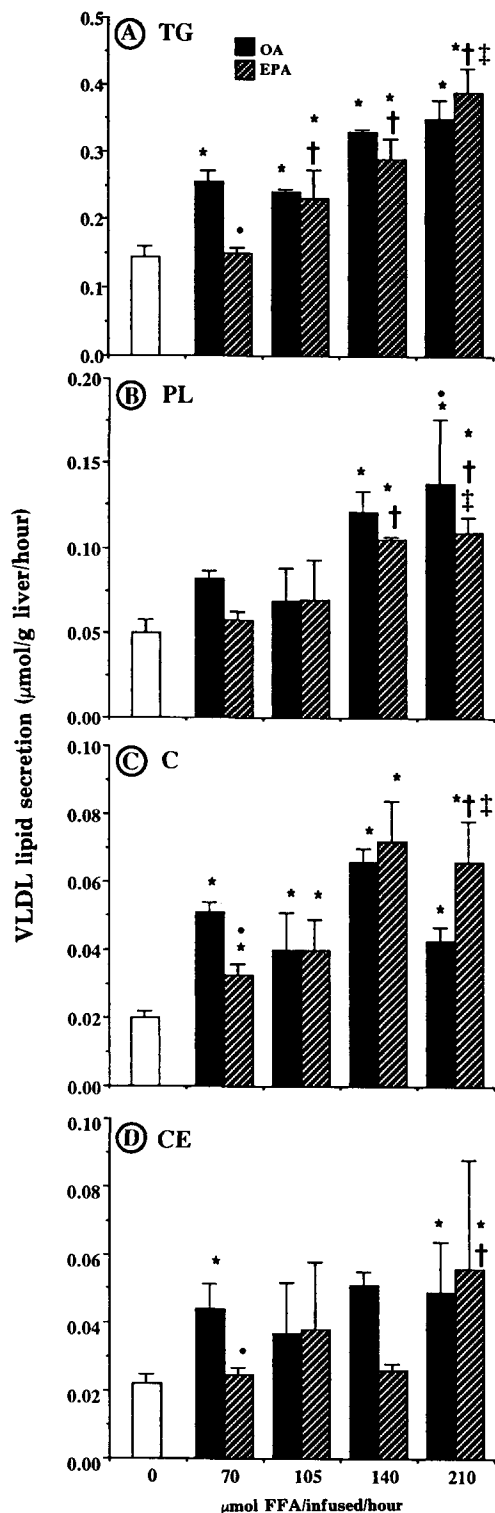 Ⓐ TG
OA
EPA
0.5
0.4
0.3
0.2
0.1
0.0
* * * * * * *†‡
† †
•
Ⓑ PL
0.20
0.15
0.10
0.05
0.00
* * • * *
† † ‡
Ⓒ C
0.10
0.08
0.06
0.04
0.02
0.00
* • * * * * * * *†‡
Ⓓ CE
0.10
0.08
0.06
0.04
0.02
0.00
* • * * †
0 70 105 140 210
μmol FFA/infused/hour
VLDL lipid secretion (μmol/g liver/hour)